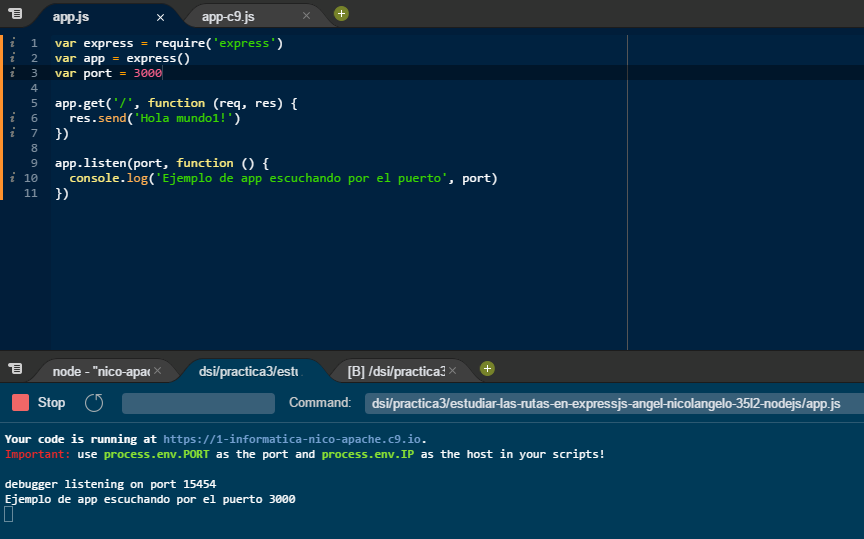 app.js
app-c9.js
1 var express = require('express')
2 var app = express()
3 var port = 3000
4
5 app.get('/', function (req, res) {
6 res.send('Hola mundo1!')
7 })
8
9 app.listen(port, function () {
10 console.log('Ejemplo de app escuchando por el puerto', port)
11 })
node - "nico-apac
dsi/practica3/estu
[B] /dsi/practica3
Stop
Command: dsi/practica3/estudiar-las-rutas-en-expressjs-angel-nicolangelo-35l2-nodejs/app.js
Your code is running at https://1-informatica-nico-apache.c9.io.
Important: use process.env.PORT as the port and process.env.IP as the host in your scripts!
debugger listening on port 15454
Ejemplo de app escuchando por el puerto 3000